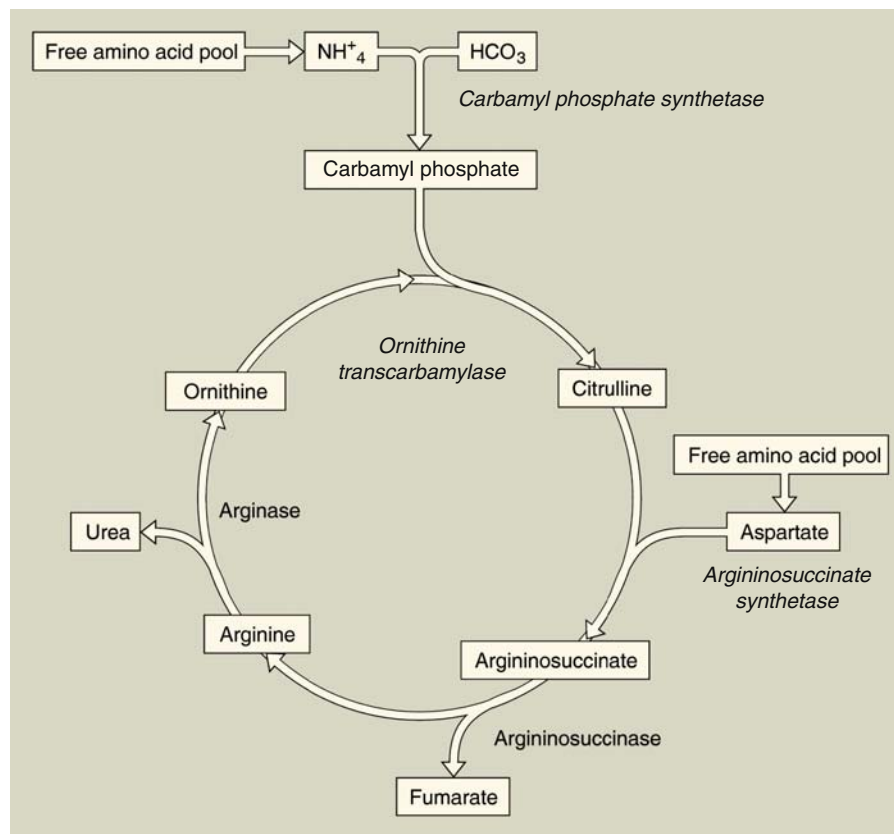 Free amino acid pool
NH⁺₄
HCO₃
Carbamyl phosphate synthetase
Carbamyl phosphate
Ornithine
transcarbamylase
Ornithine
Citrulline
Free amino acid pool
Arginase
Urea
Aspartate
Argininosuccinate
synthetase
Arginine
Argininosuccinate
Argininosuccinase
Fumarate